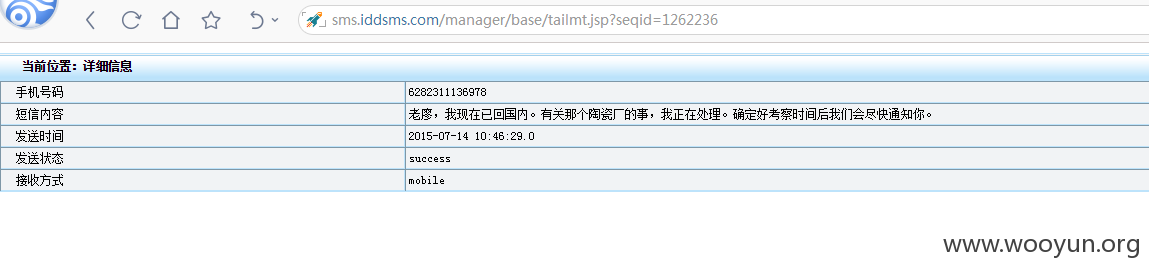 sms.iddsms.com/manager/base/tailmt.jsp?seqid=1262236
当前位置：详细信息
手机号码 6282311136978
短信内容 老廖，我现在已回国内。有关那个陶瓷厂的事，我正在处理。确定好考察时间后我们会尽快通知你。
发送时间 2015-07-14 10:46:29.0
发送状态 success
接收方式 mobile
www.wooyun.org